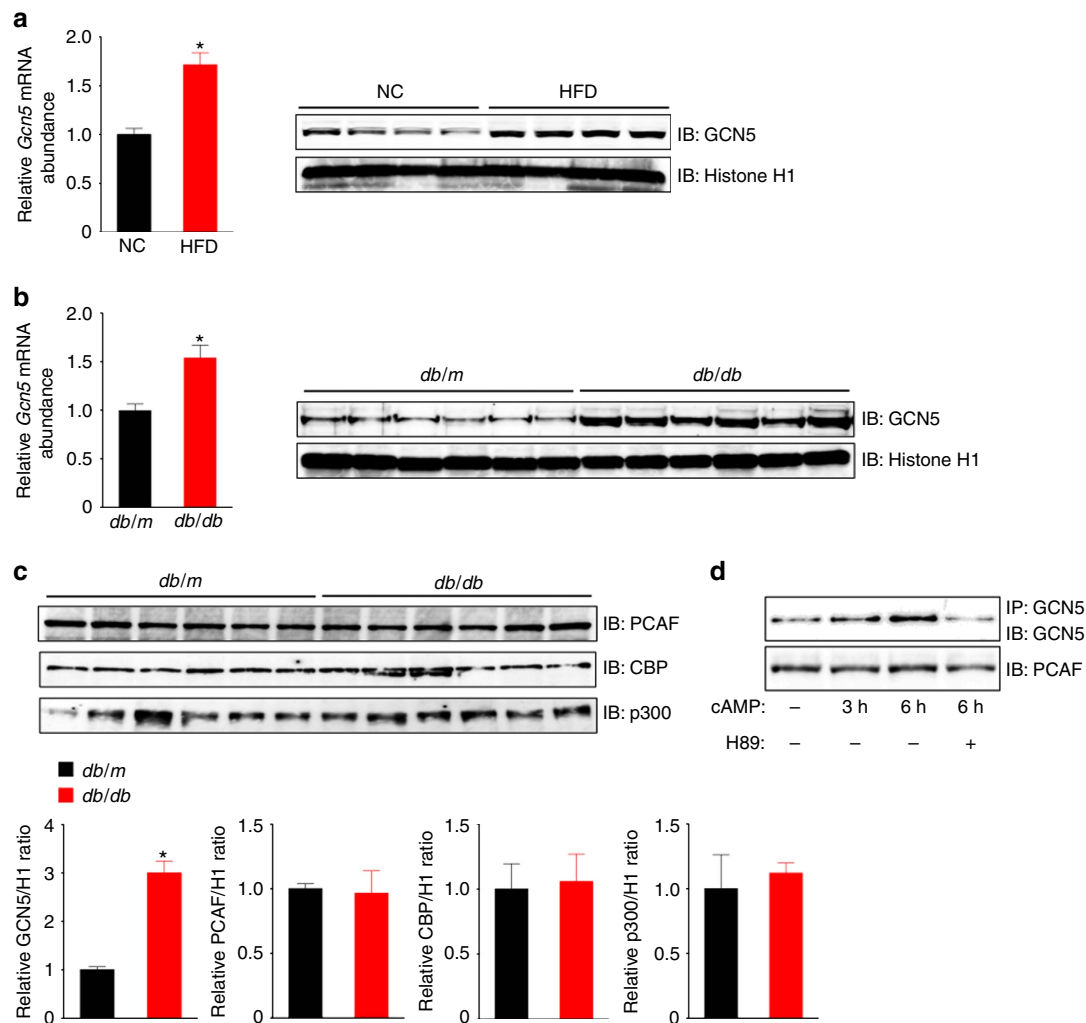 a
Relative Gcn5 mRNA
abundance
2.0
1.5
1.0
0.5
0
*
NC
HFD
NC
HFD
IB: GCN5
IB: Histone H1
b
Relative Gcn5 mRNA
abundance
2.0
1.5
1.0
0.5
0
*
db/m
db/db
db/m
db/db
IB: GCN5
IB: Histone H1
c
db/m
db/db
IB: PCAF
IB: CBP
IB: p300
d
IP: GCN5
IB: GCN5
IB: PCAF
cAMP: – 3 h 6 h 6 h
H89: – – – +
db/m
db/db
Relative GCN5/H1 ratio
4
3
2
1
0
*
Relative PCAF/H1 ratio
1.5
1.0
0.5
0
Relative CBP/H1 ratio
1.5
1.0
0.5
0
Relative p300/H1 ratio
1.5
1.0
0.5
0